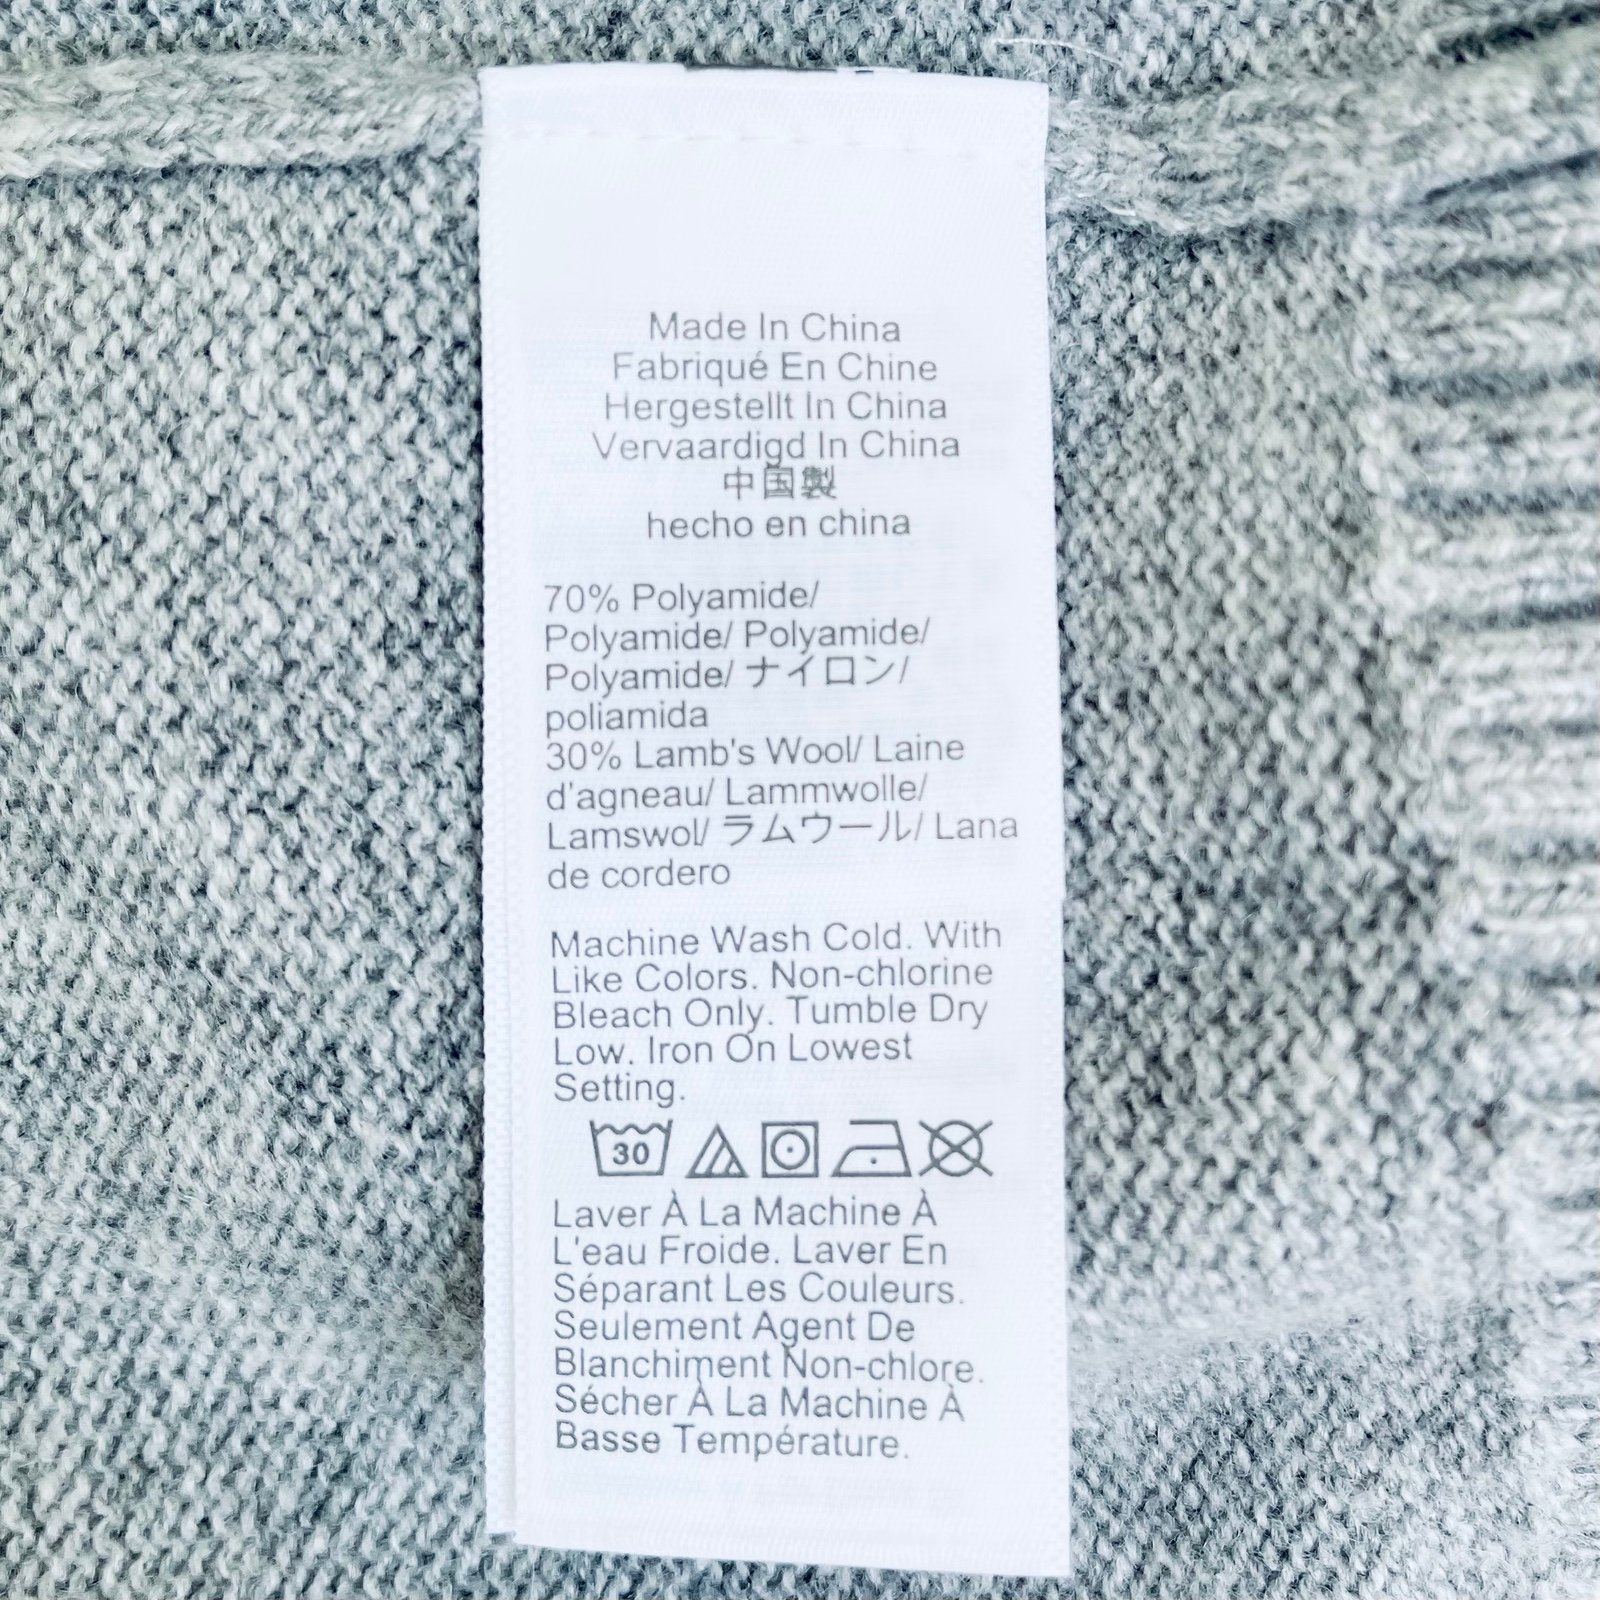 Made In China
Fabriqué En Chine
Hergestellt In China
Vervaardigd In China
中国製
hecho en china
70% Polyamide/
Polyamide/ Polyamide/
Polyamide/ ナイロン/
poliamida
30% Lamb's Wool/ Laine
d'agneau/ Lammwolle/
Lamswol/ ラムウール/ Lana
de cordero
Machine Wash Cold. With
Like Colors. Non-chlorine
Bleach Only. Tumble Dry
Low. Iron On Lowest
Setting.
30
Laver À La Machine À
L'eau Froide. Laver En
Séparant Les Couleurs.
Seulement Agent De
Blanchiment Non-chlore.
Sécher À La Machine À
Basse Température.